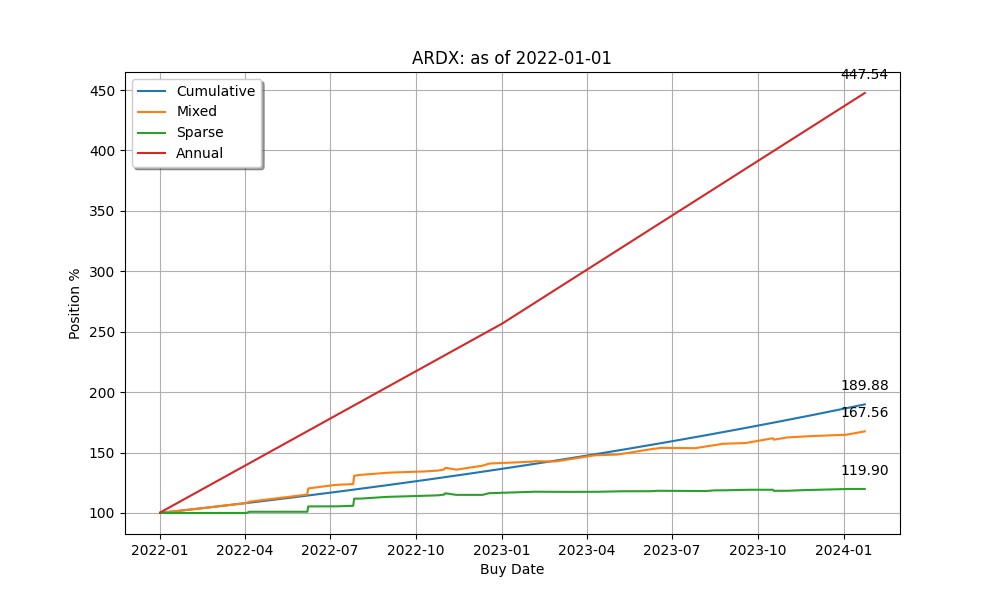 ARDX: as of 2022-01-01
447.54
450
Cumulative
Mixed
Sparse
Annual
400
350
300
250
200
150
100
189.88
167.56
119.90
Position %
2022-01 2022-04 2022-07 2022-10 2023-01 2023-04 2023-07 2023-10 2024-01
Buy Date